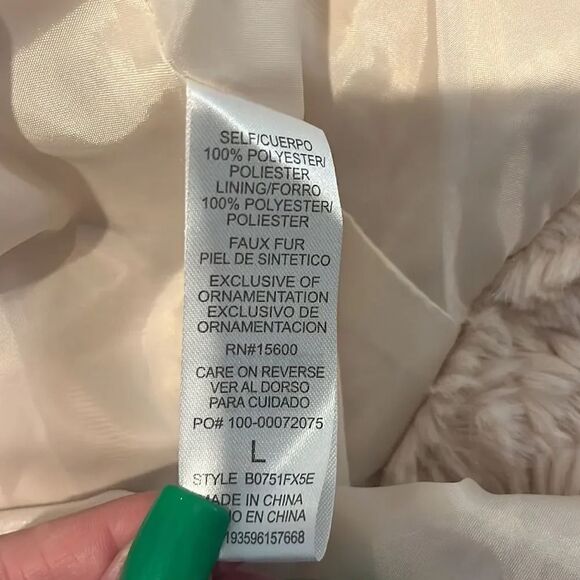 SELF/CUERPO
100% POLYESTER/
POLIESTER
LINING/FORRO
100% POLYESTER/
POLIESTER
FAUX FUR
PIEL DE SINTETICO
EXCLUSIVE OF
ORNAMENTATION
EXCLUSIVO DE
ORNAMENTACION
RN#15600
CARE ON REVERSE
VER AL DORSO
PARA CUIDADO
PO# 100-00072075
L
STYLE B0751FX5E
MADE IN CHINA
EN CHINA
193596157668